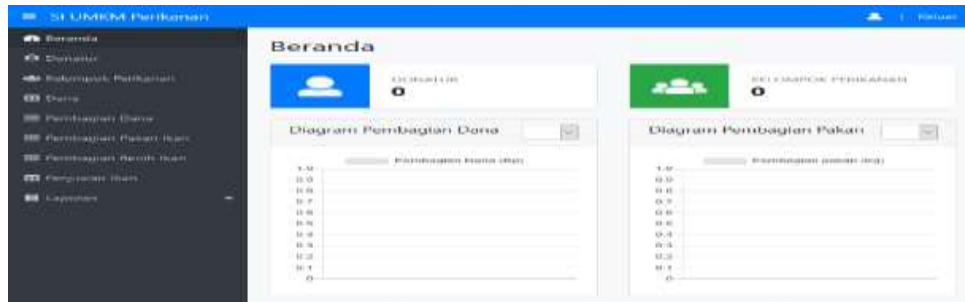 SI UMKM Perikanan
Keluar
Beranda
Donatur
Kelompok Perikanan
Dana
Pembagian Dana
Pembagian Pakan Ikan
Pembagian Benih Ikan
Penjualan Ikan
Laporan
Beranda
DONATUR
0
KELOMPOK PERIKANAN
0
Diagram Pembagian Dana
Pembagian Dana (Rp)
1.0
0.9
0.8
0.7
0.6
0.5
0.4
0.3
0.2
0.1
0
Diagram Pembagian Pakan
Pembagian pakan (kg)
1.0
0.9
0.8
0.7
0.6
0.5
0.4
0.3
0.2
0.1
0